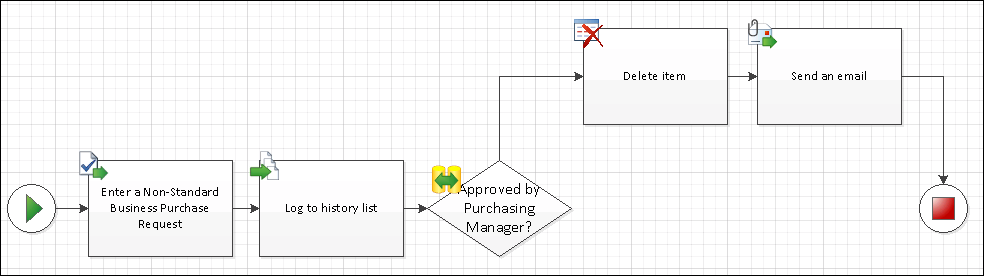 Delete item
Send an email
Enter a Non-Standard
Business Purchase
Request
Log to history list
Approved by
Purchasing
Manager?